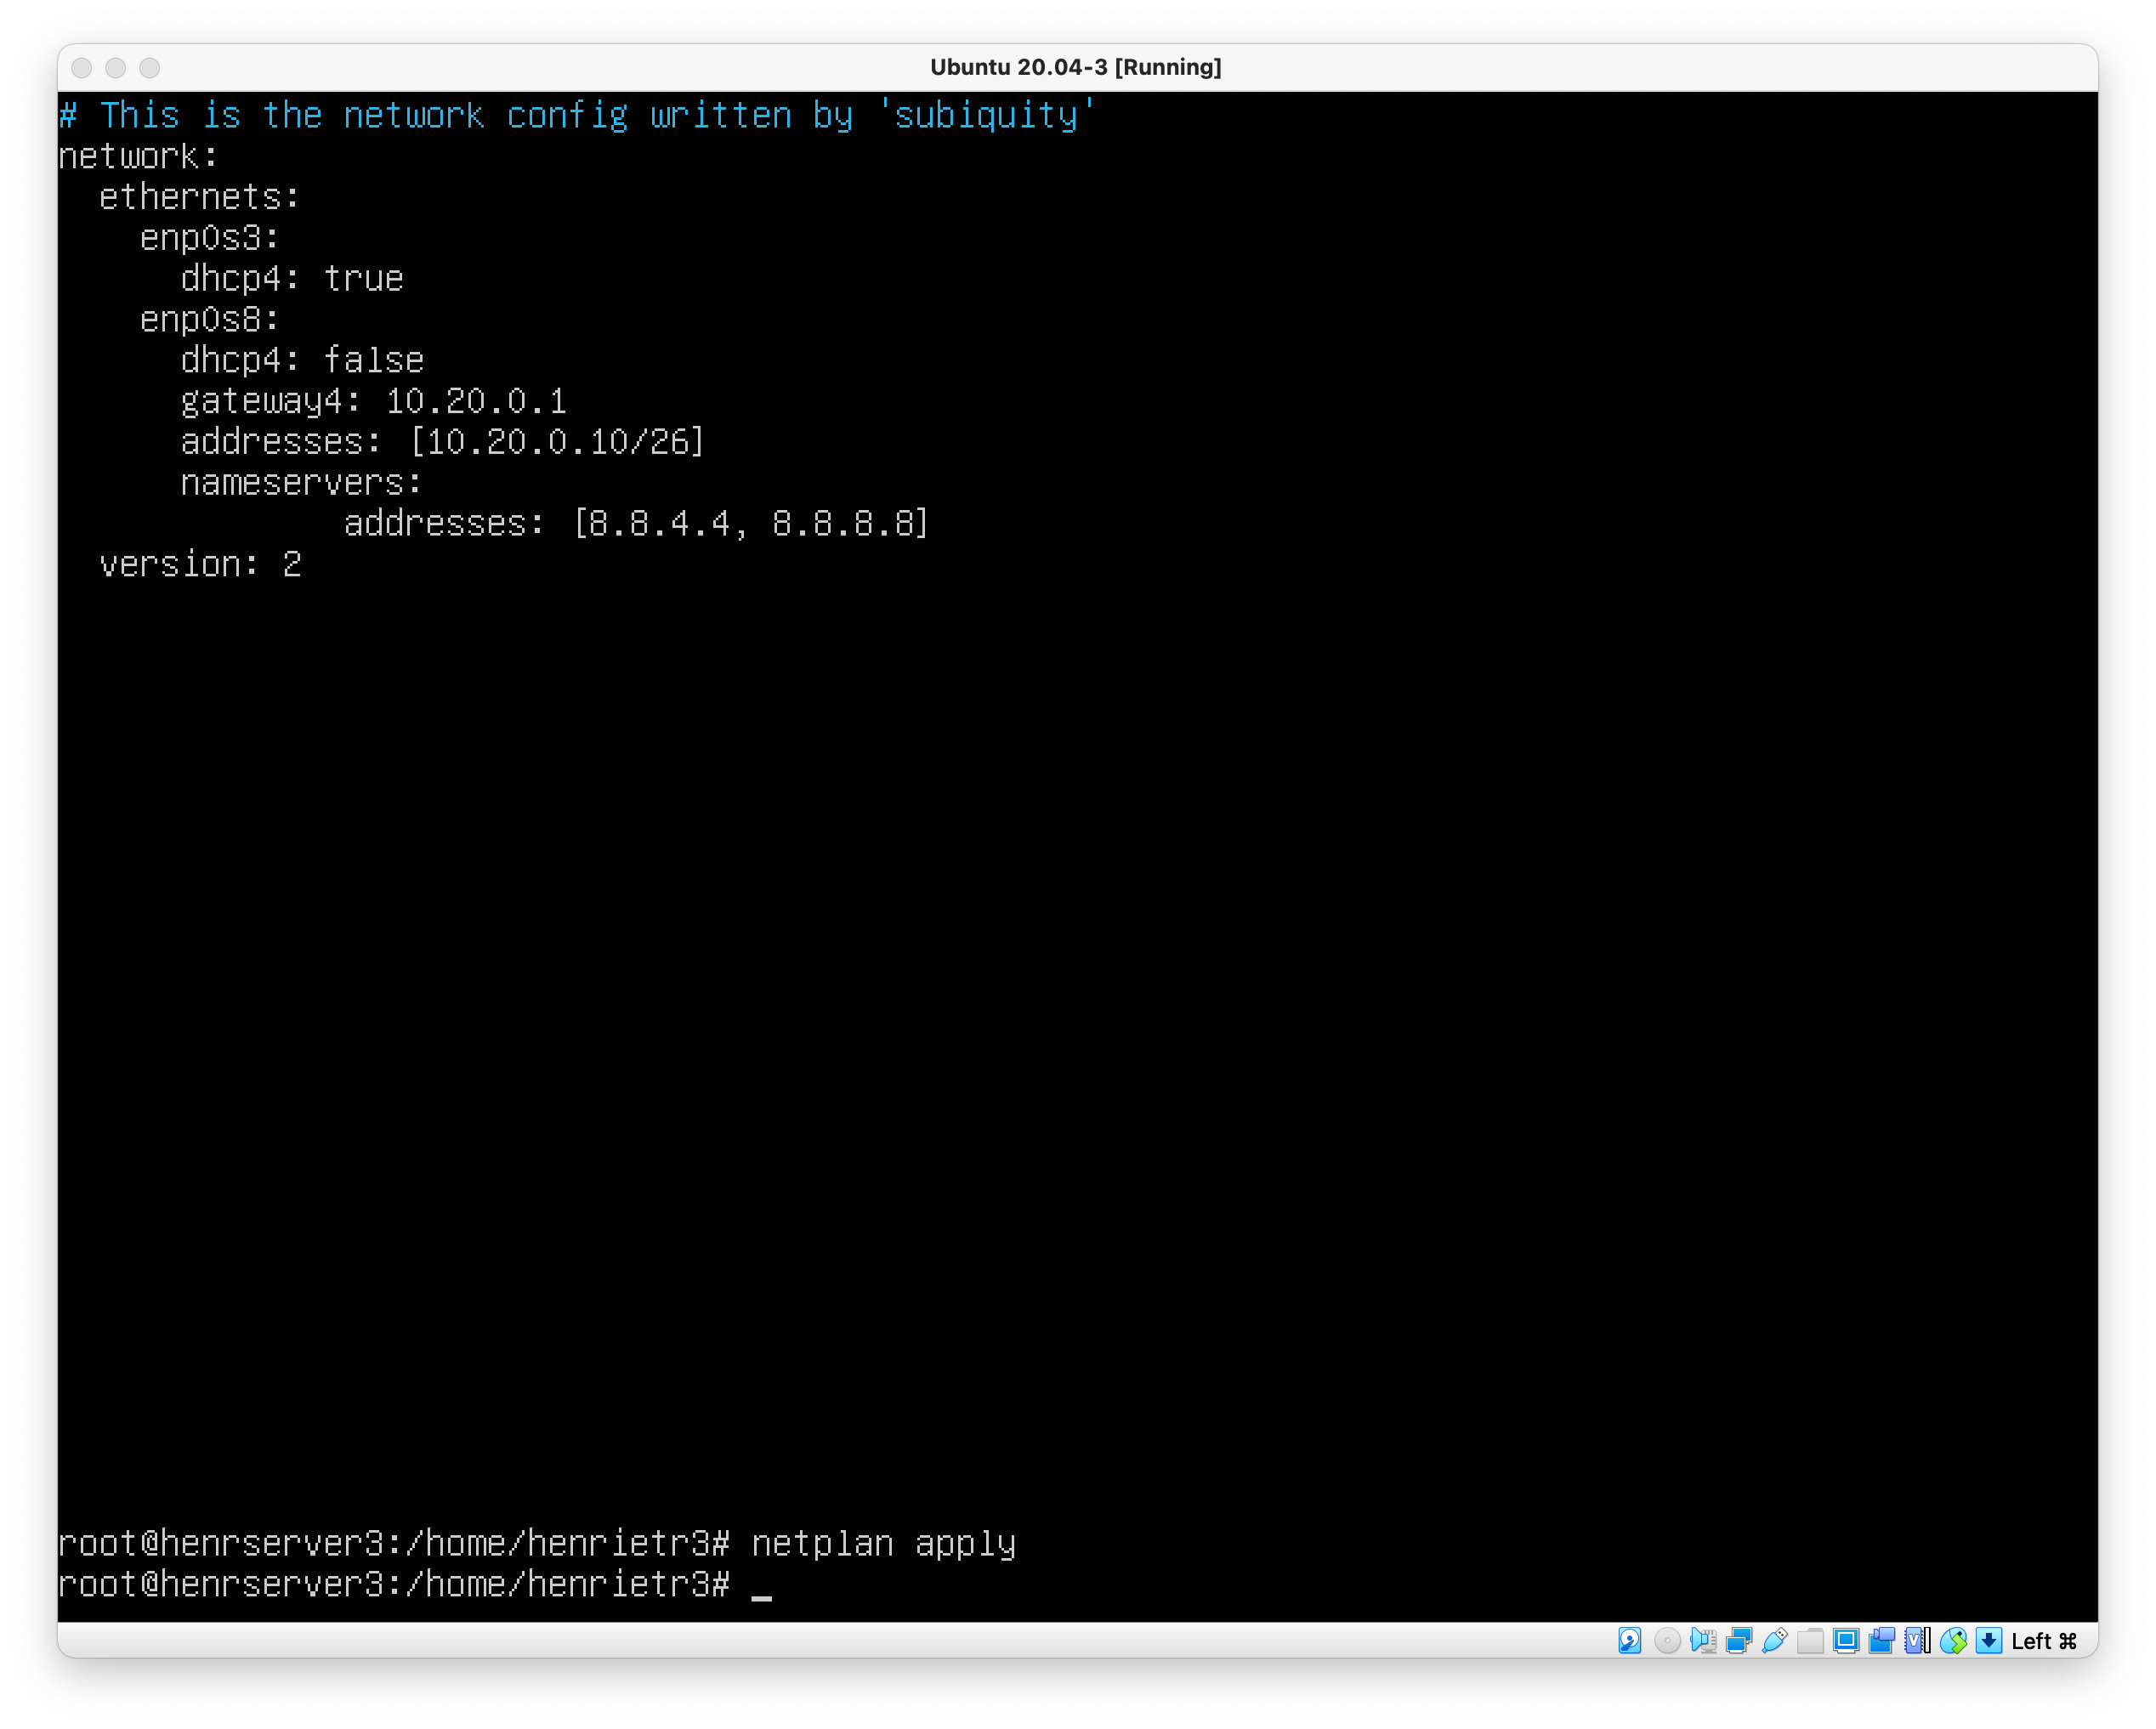 Ubuntu 20.04-3 [Running]
# This is the network config written by 'subiquity'
network:
  ethernets:
    enp0s3:
      dhcp4: true
    enp0s8:
      dhcp4: false
      gateway4: 10.20.0.1
      addresses: [10.20.0.10/26]
      nameservers:
              addresses: [8.8.4.4, 8.8.8.8]
  version: 2
root@henrserver3:/home/henrietr3# netplan apply
root@henrserver3:/home/henrietr3# _
Left ⌘